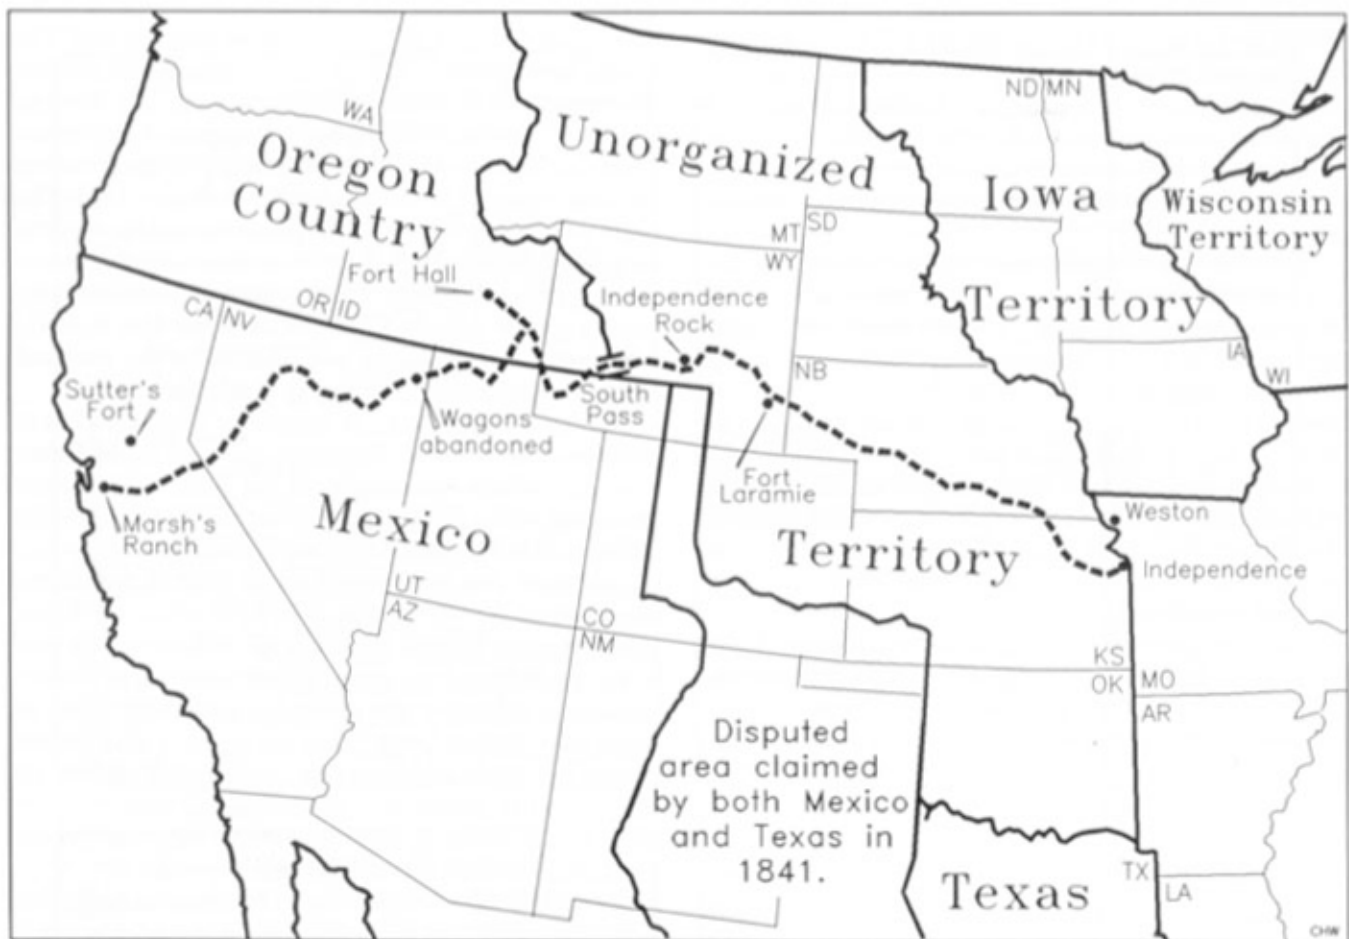 WA
ND MN
Unorganized
Oregon
Country
Iowa
Wisconsin
Territory
MT SD
WY
Fort Hall
Independence
Rock
Territory
CA NV
OR ID
IA
WI
NB
South
Pass
Sutter's
Fort
Wagons
abandoned
Fort
Laramie
Marsh's
Ranch
Mexico
Weston
Territory
Independence
UT
AZ
CO
NM
KS
OK
MO
AR
Disputed
area claimed
by both Mexico
and Texas in
1841.
Texas
TX
LA
CHW